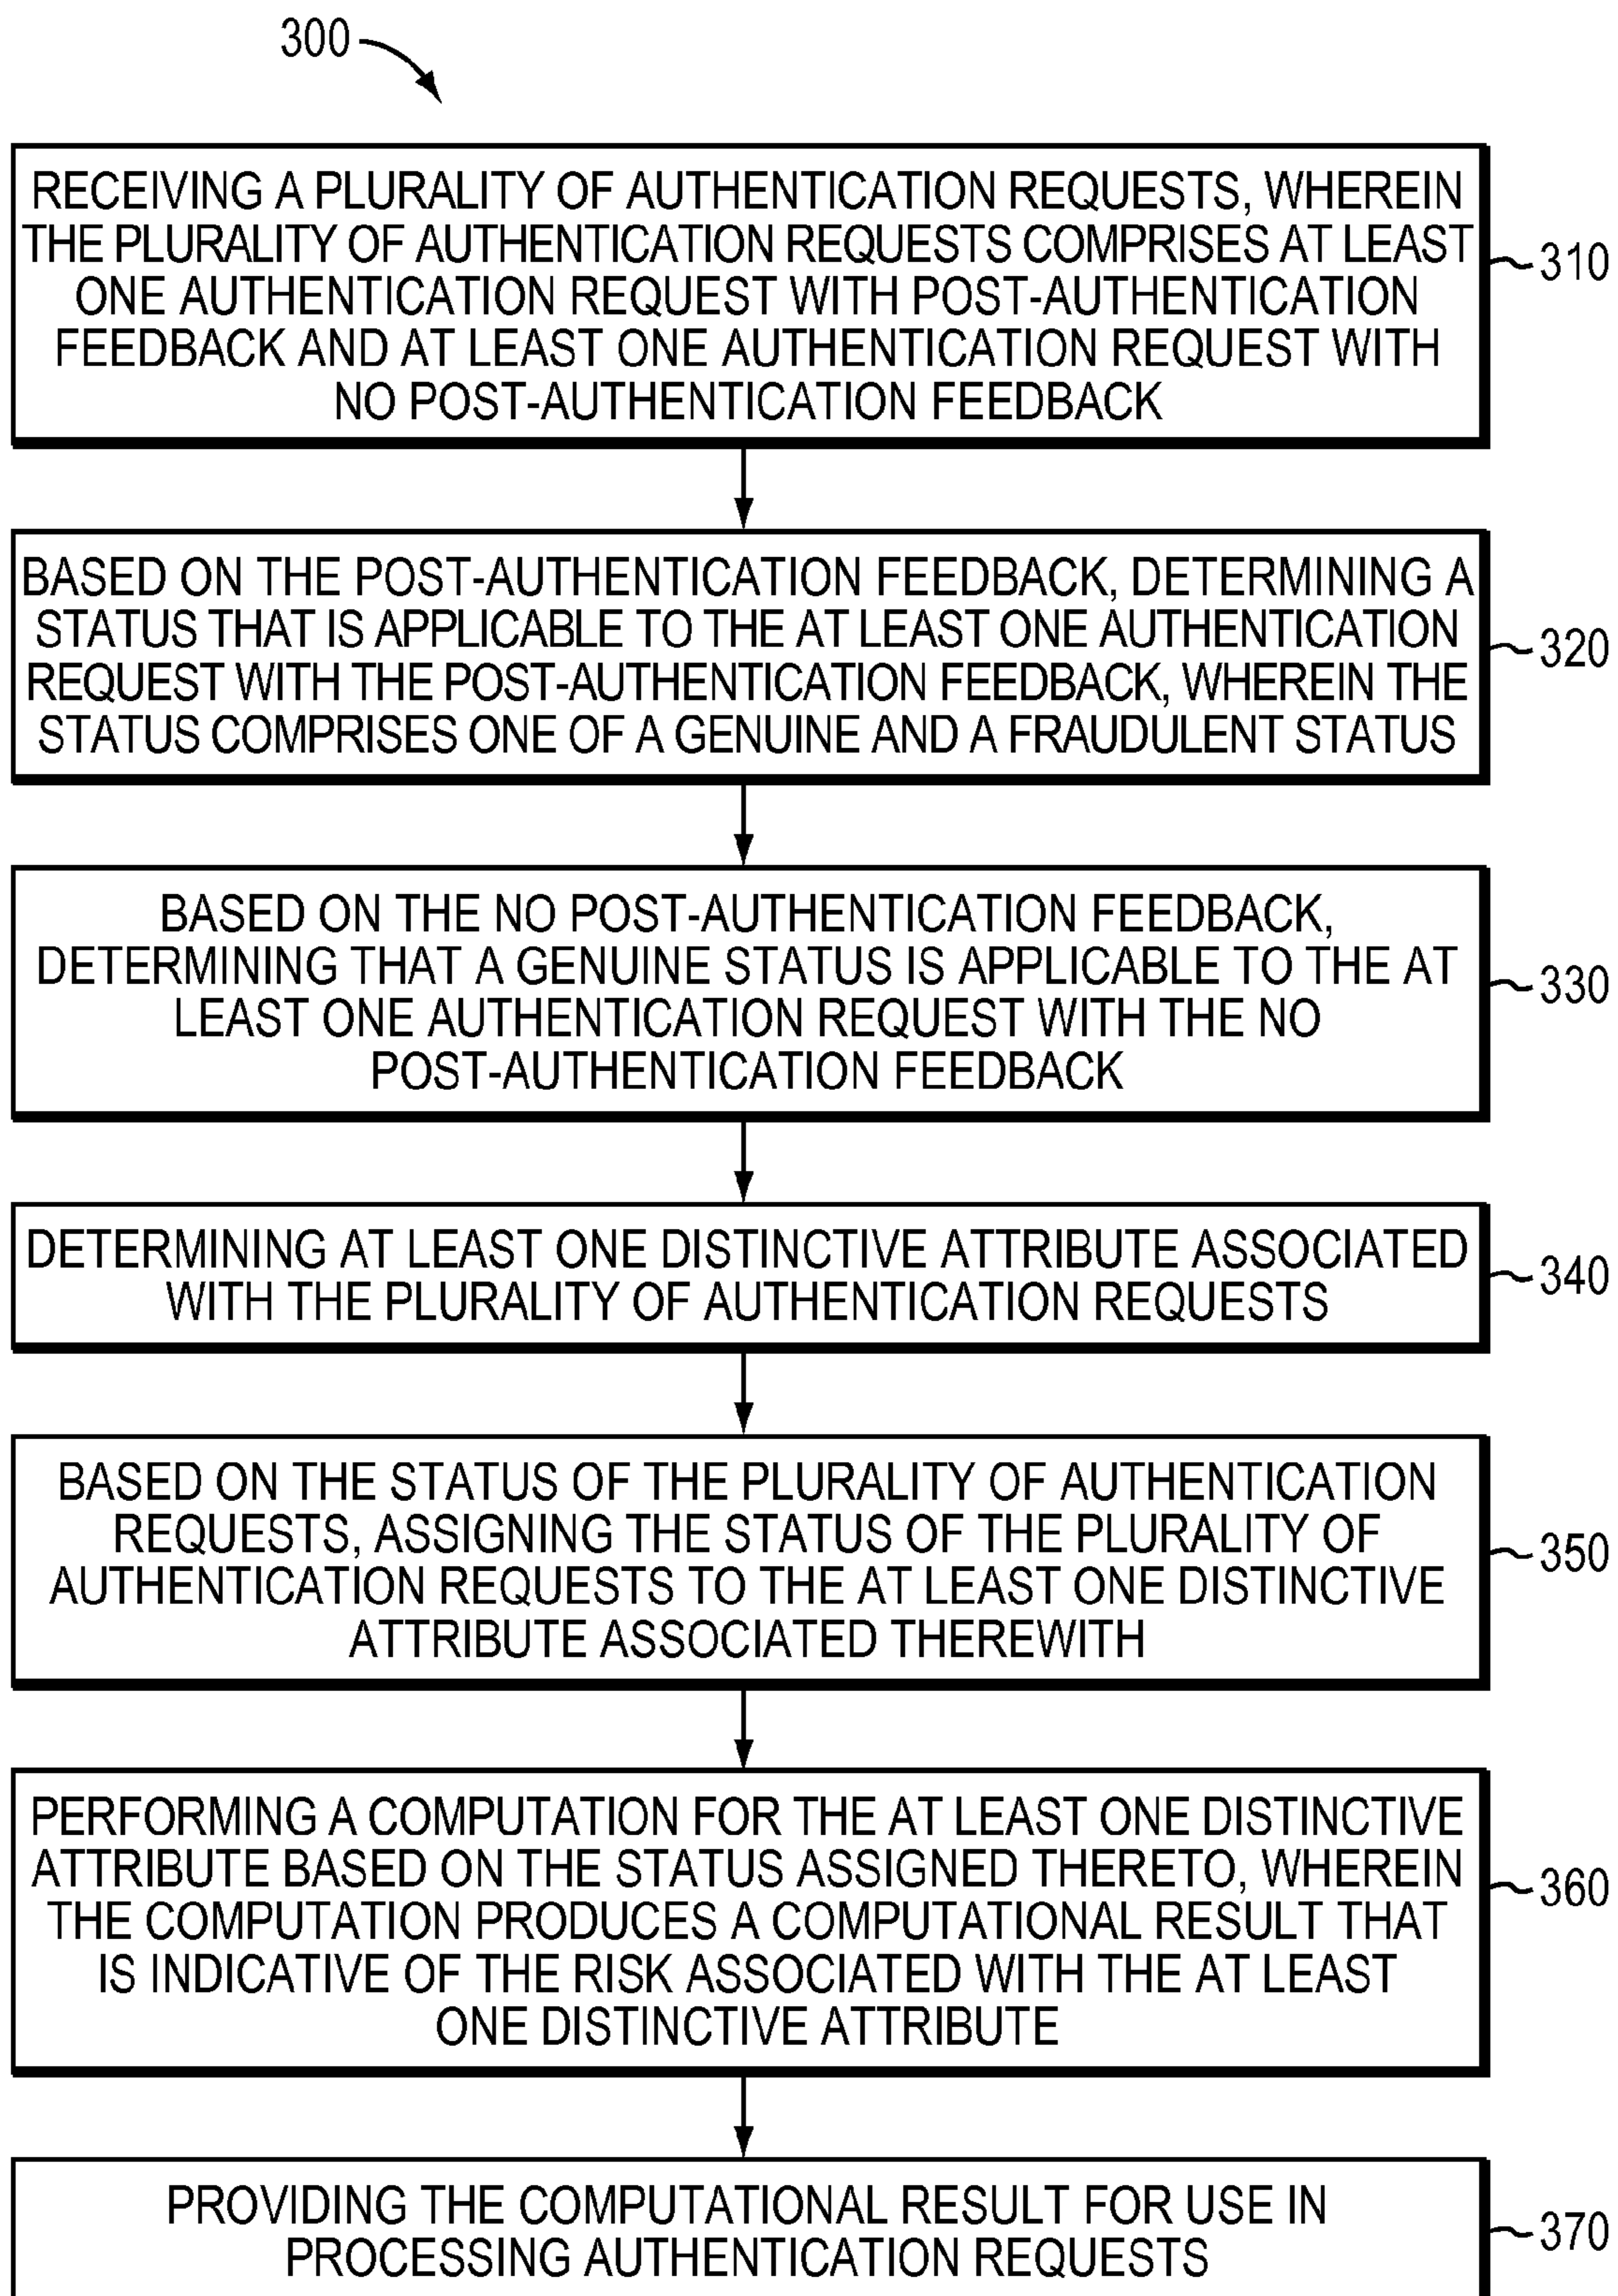 300
RECEIVING A PLURALITY OF AUTHENTICATION REQUESTS, WHEREIN
THE PLURALITY OF AUTHENTICATION REQUESTS COMPRISES AT LEAST
ONE AUTHENTICATION REQUEST WITH POST-AUTHENTICATION
FEEDBACK AND AT LEAST ONE AUTHENTICATION REQUEST WITH
NO POST-AUTHENTICATION FEEDBACK
310
BASED ON THE POST-AUTHENTICATION FEEDBACK, DETERMINING A
STATUS THAT IS APPLICABLE TO THE AT LEAST ONE AUTHENTICATION
REQUEST WITH THE POST-AUTHENTICATION FEEDBACK, WHEREIN THE
STATUS COMPRISES ONE OF A GENUINE AND A FRAUDULENT STATUS
320
BASED ON THE NO POST-AUTHENTICATION FEEDBACK,
DETERMINING THAT A GENUINE STATUS IS APPLICABLE TO THE AT
LEAST ONE AUTHENTICATION REQUEST WITH THE NO
POST-AUTHENTICATION FEEDBACK
330
DETERMINING AT LEAST ONE DISTINCTIVE ATTRIBUTE ASSOCIATED
WITH THE PLURALITY OF AUTHENTICATION REQUESTS
340
BASED ON THE STATUS OF THE PLURALITY OF AUTHENTICATION
REQUESTS, ASSIGNING THE STATUS OF THE PLURALITY OF
AUTHENTICATION REQUESTS TO THE AT LEAST ONE DISTINCTIVE
ATTRIBUTE ASSOCIATED THEREWITH
350
PERFORMING A COMPUTATION FOR THE AT LEAST ONE DISTINCTIVE
ATTRIBUTE BASED ON THE STATUS ASSIGNED THERETO, WHEREIN
THE COMPUTATION PRODUCES A COMPUTATIONAL RESULT THAT
IS INDICATIVE OF THE RISK ASSOCIATED WITH THE AT LEAST
ONE DISTINCTIVE ATTRIBUTE
360
PROVIDING THE COMPUTATIONAL RESULT FOR USE IN
PROCESSING AUTHENTICATION REQUESTS
370